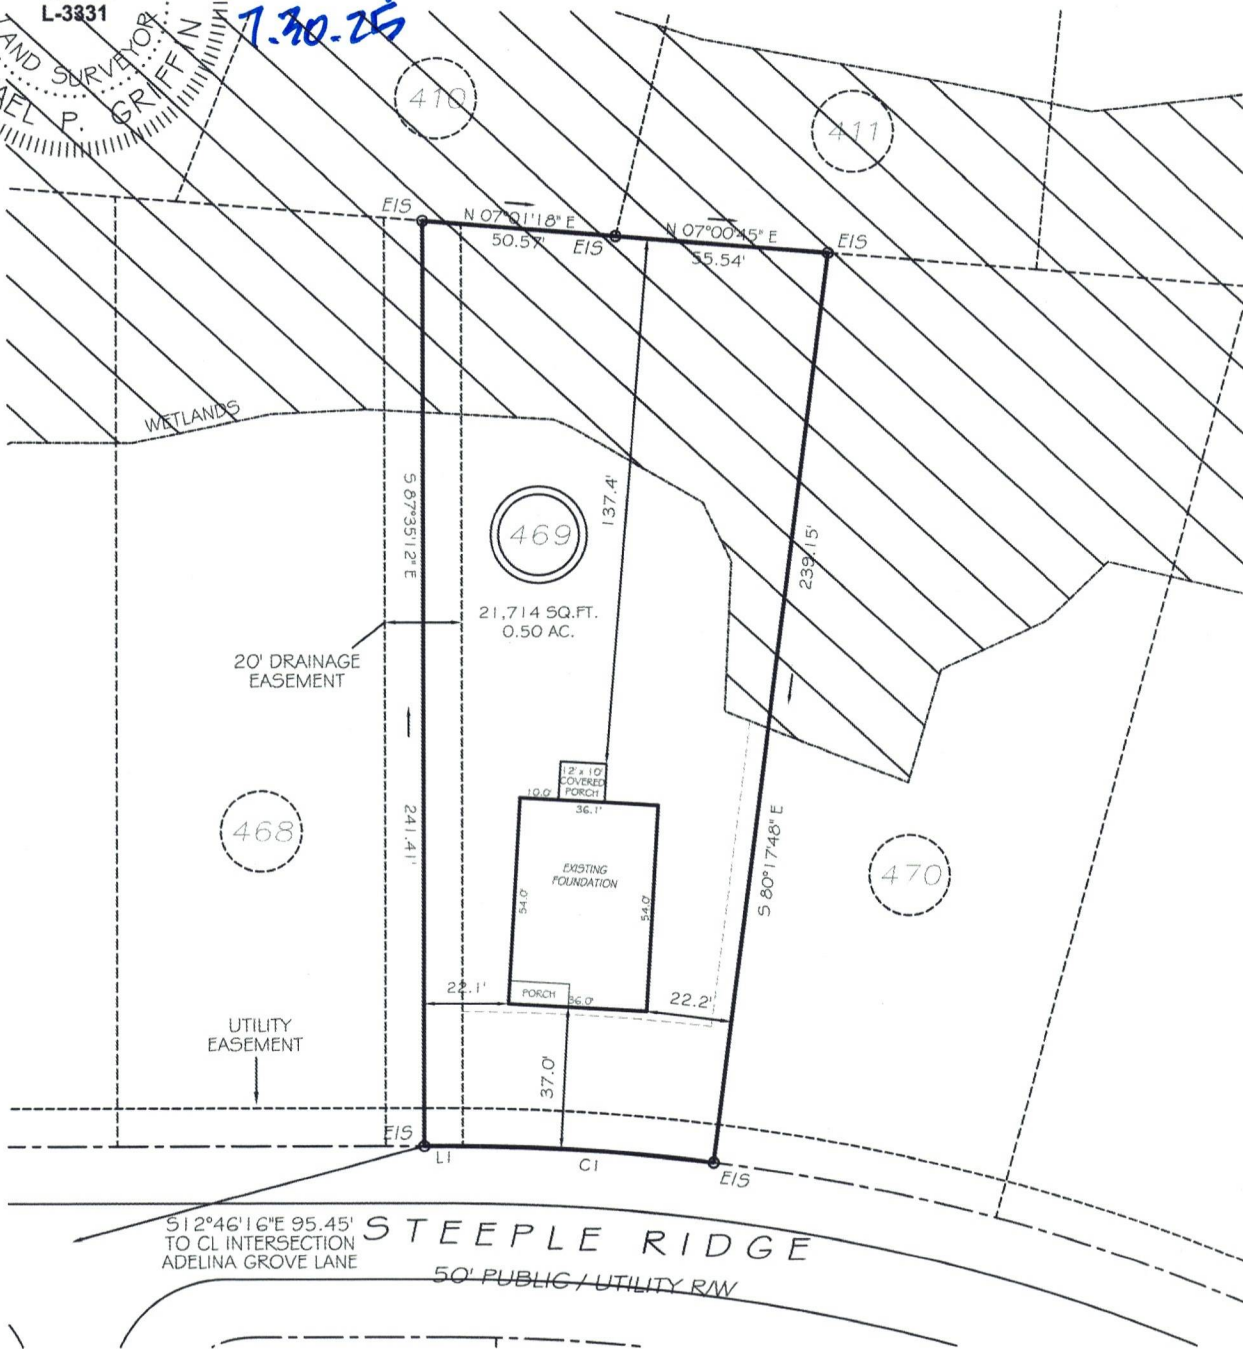 L-3331
7.30.25
LAND SURVEYOR
AEL P. GRIFFIN
410
411
EIS
N 07°01'18" E
50.57'
EIS
N 07°00'45" E
55.54'
EIS
WETLANDS
S 87°35'12" E
137.4'
469
239.15'
21,714 SQ.FT.
0.50 AC.
20' DRAINAGE
EASEMENT
241.41'
12' x 10'
COVERED
PORCH
10.0'
36.1'
468
S 80°17'48" E
470
EXISTING
FOUNDATION
54.0'
54.0'
22.1'
PORCH
36.0'
22.2'
UTILITY
EASEMENT
37.0'
EIS
L1
C1
EIS
S12°46'16"E 95.45'
TO CL INTERSECTION
ADELINA GROVE LANE
STEEPLE RIDGE
50' PUBLIC / UTILITY R/W